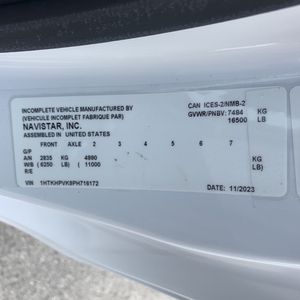 INCOMPLETE VEHICLE MANUFACTURED BY
(VEHICULE INCOMPLET FABRIQUE PAR)
NAVISTAR, INC.
ASSEMBLED IN UNITED STATES
CAN ICES-2/NMB-2
GVWR/PNBV: 7484 KG
16500 LB
FRONT AXLE 2 3 4 5 6 7
G/P
A/R 2835 KG 4990 KG
W/B ( 6250 LB) ( 11000 LB)
R/E
VIN 1HTKHPVK8PH716172
DATE: 11/2023